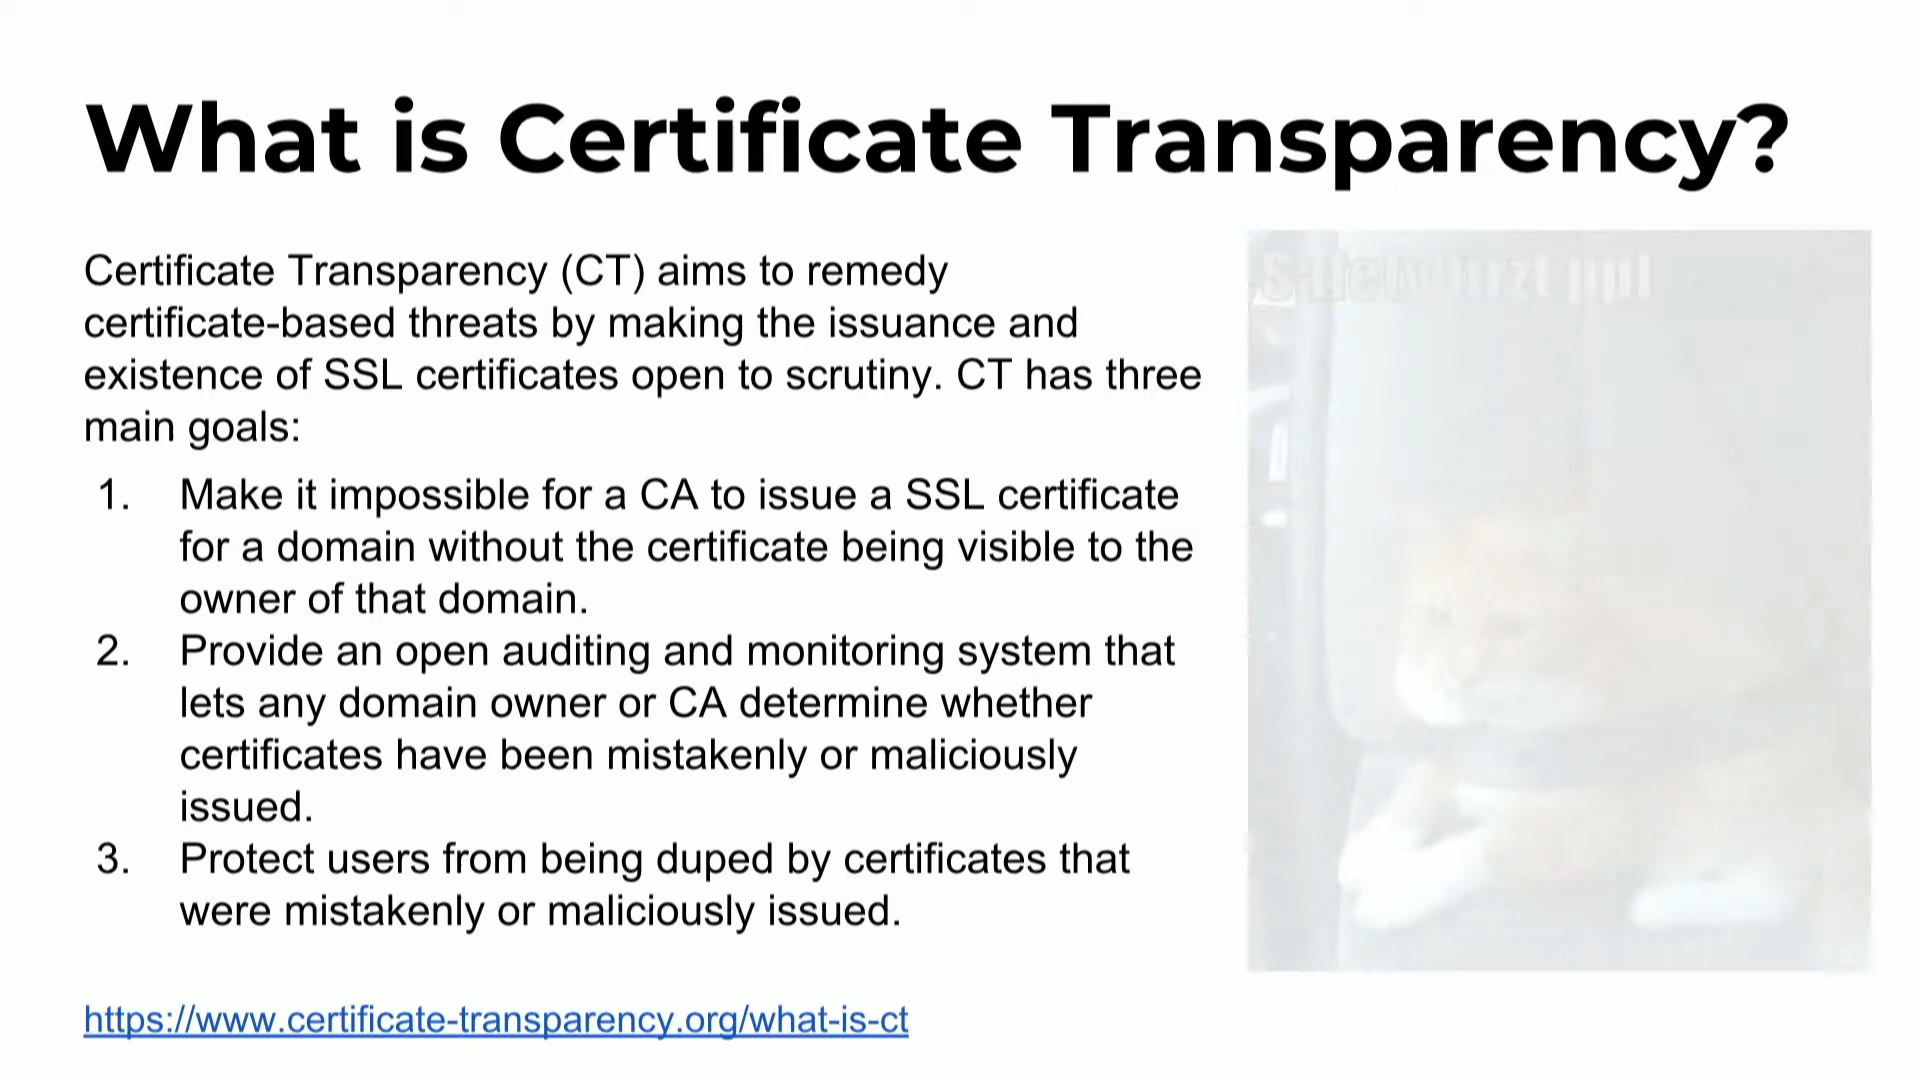 What is Certificate Transparency?
Certificate Transparency (CT) aims to remedy
certificate-based threats by making the issuance and
existence of SSL certificates open to scrutiny. CT has three
main goals:
1. Make it impossible for a CA to issue a SSL certificate
for a domain without the certificate being visible to the
owner of that domain.
2. Provide an open auditing and monitoring system that
lets any domain owner or CA determine whether
certificates have been mistakenly or maliciously
issued.
3. Protect users from being duped by certificates that
were mistakenly or maliciously issued.
https://www.certificate-transparency.org/what-is-ct